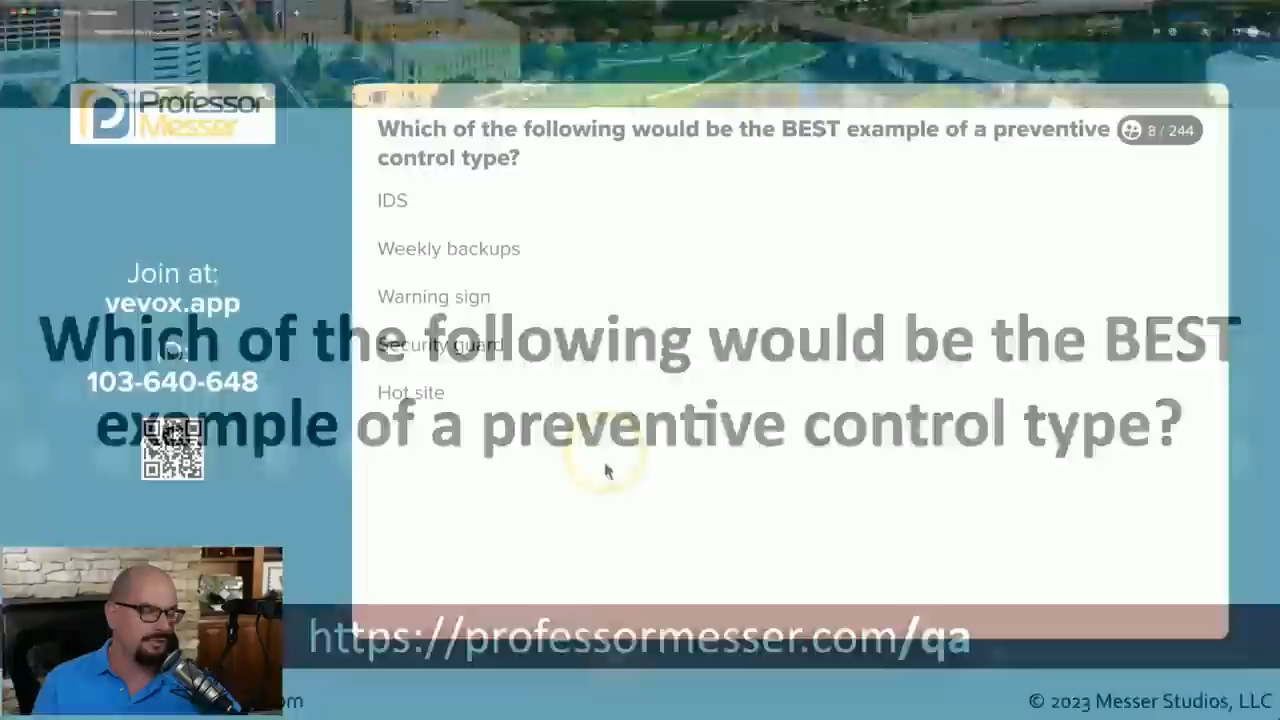 Professor
Messer
Which of the following would be the BEST example of a preventive
control type?
8 / 244
IDS
Weekly backups
Warning sign
Security guard
Hot site
Join at:
vevox.app
ID:
103-640-648
Which of the following would be the BEST
example of a preventive control type?
https://professormesser.com/qa
© 2023 Messer Studios, LLC